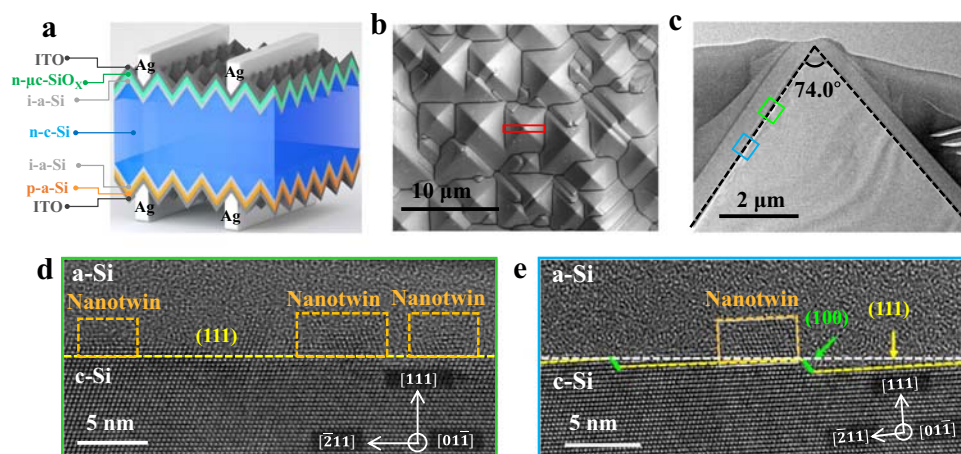 a
ITO
n-μc-SiOx
i-a-Si
n-c-Si
i-a-Si
p-a-Si
ITO
Ag
Ag
Ag
Ag
b
10 μm
c
74.0°
2 μm
d
a-Si
Nanotwin
Nanotwin
Nanotwin
(111)
c-Si
[111]
[2̄11]
[011̄]
5 nm
e
a-Si
Nanotwin
(100)
(111)
c-Si
[111]
[2̄11]
[011̄]
5 nm